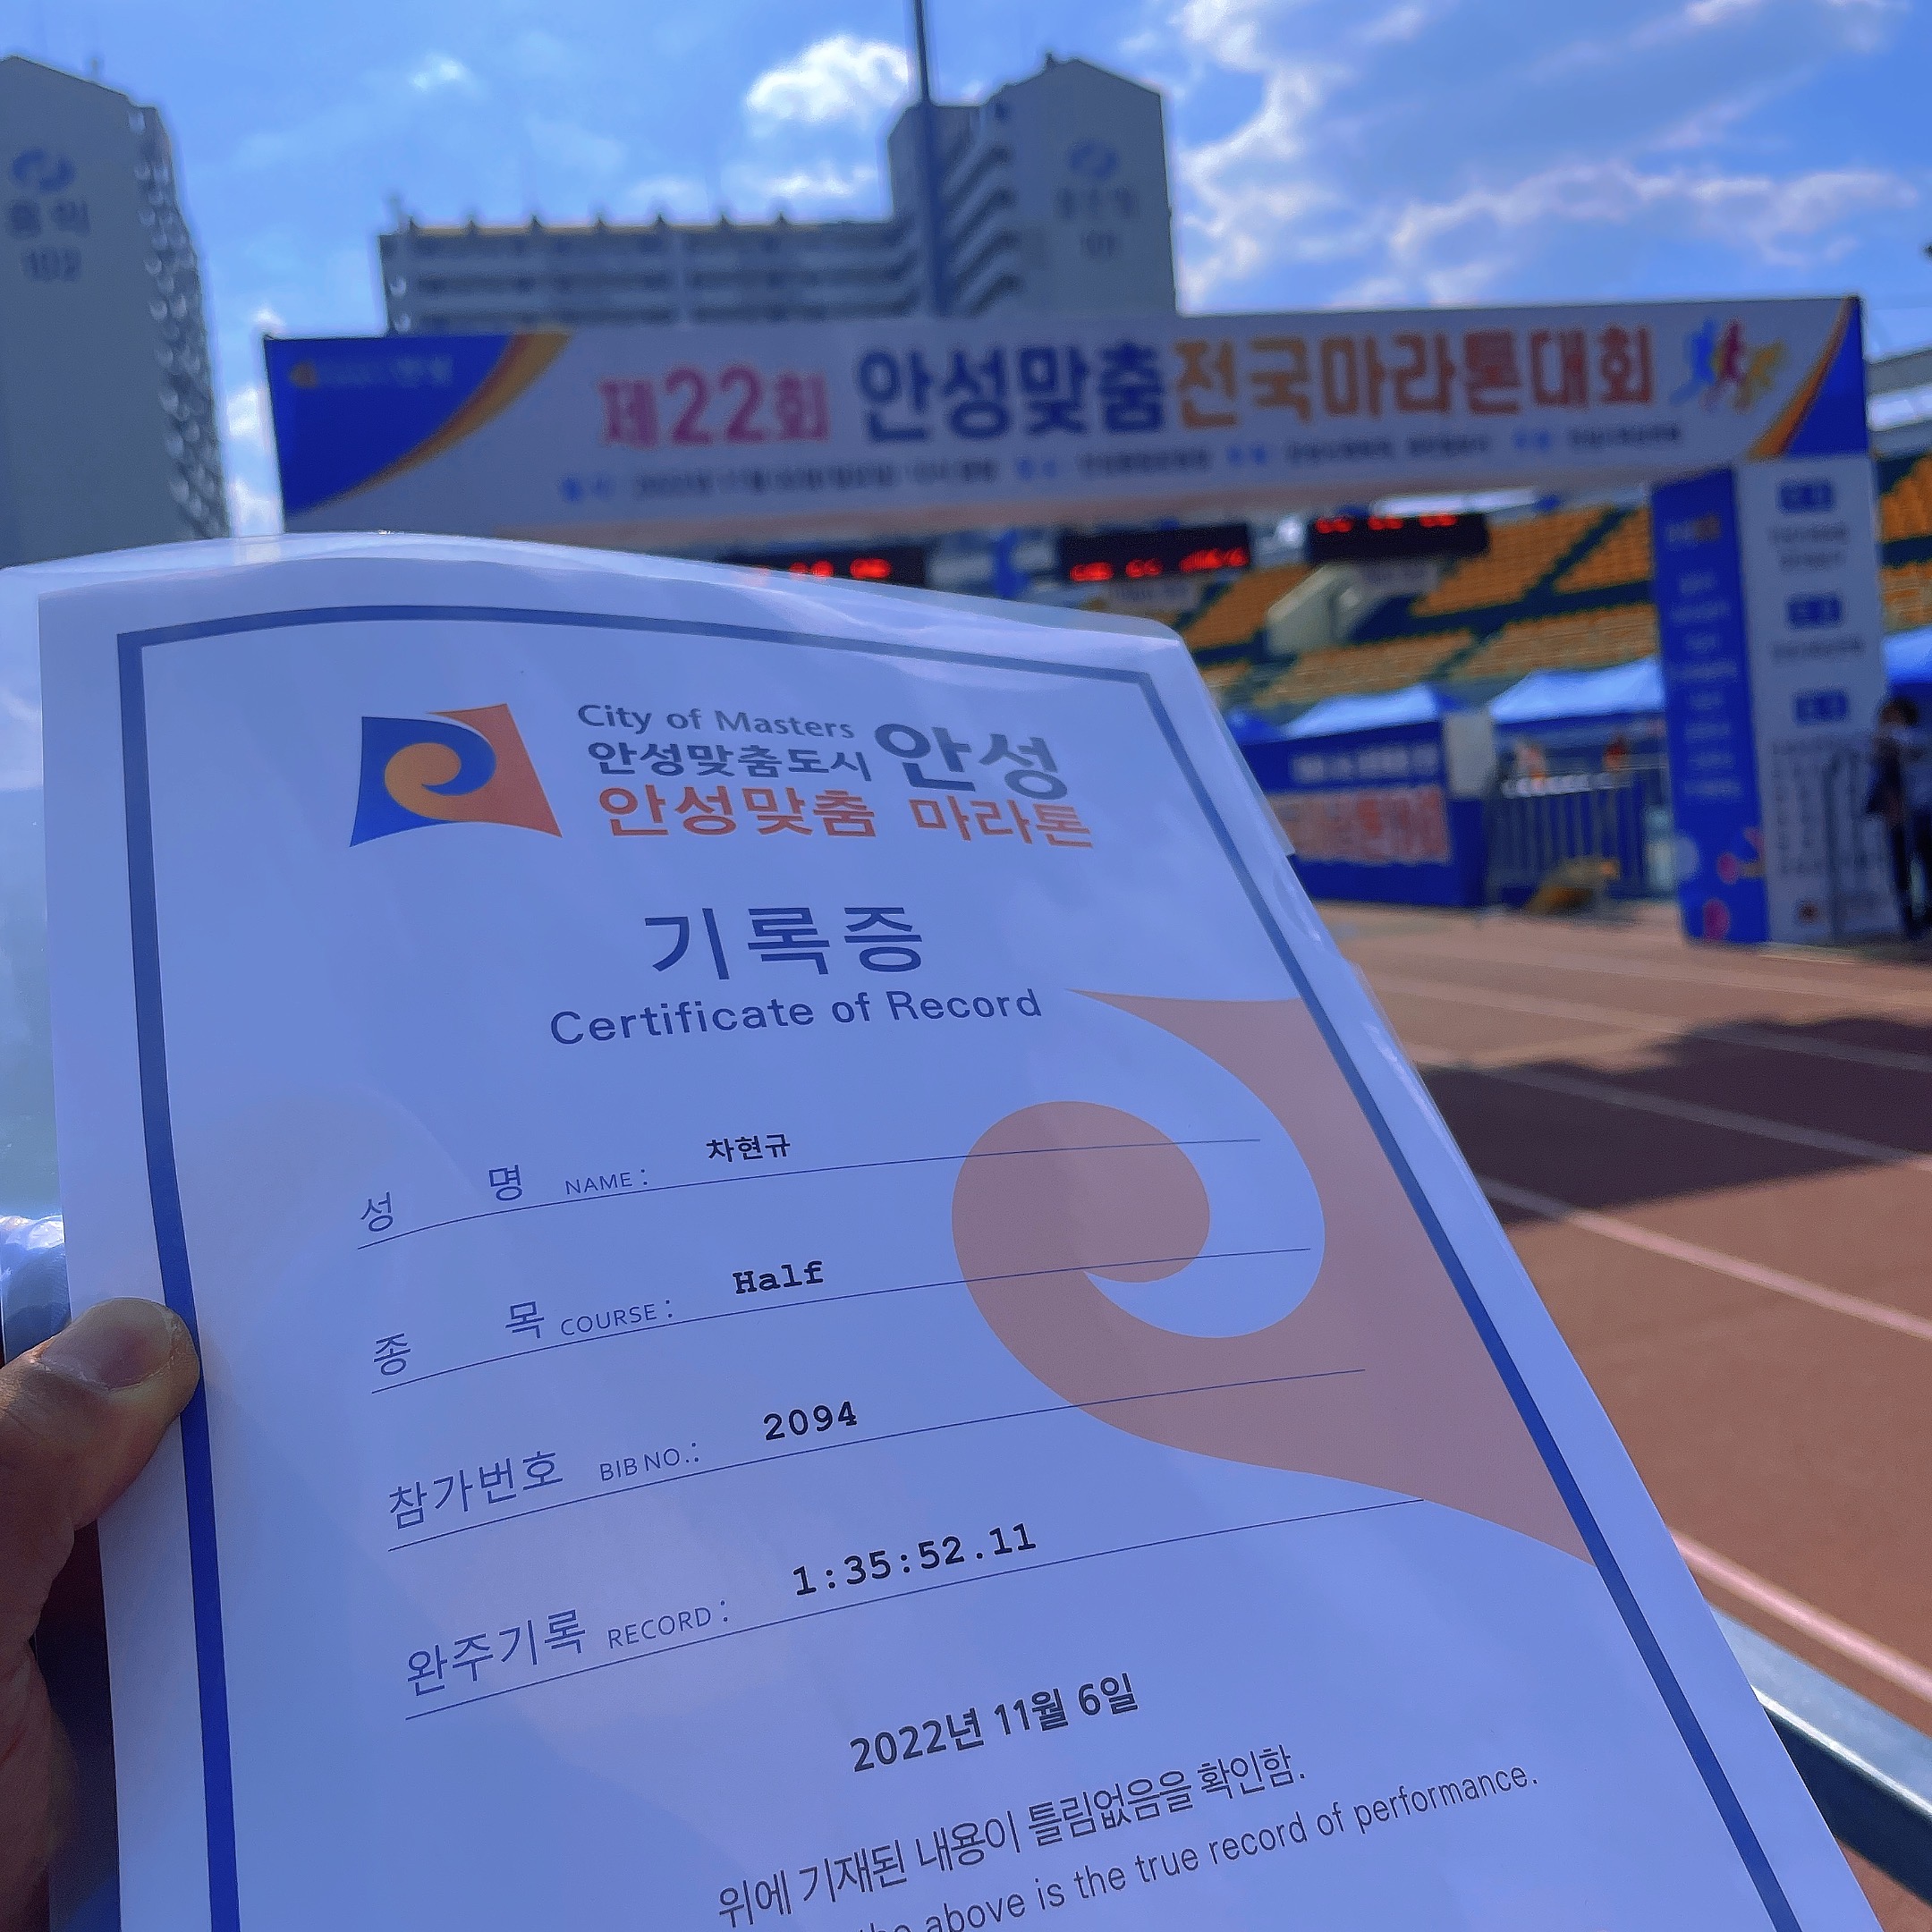 홍익
102
101
제22회 안성맞춤전국마라톤대회
City of Masters
안성맞춤도시 안성
안성맞춤 마라톤
기록증
Certificate of Record
성 명 NAME : 차현규
종 목 COURSE : Half
참가번호 BIB NO.: 2094
완주기록 RECORD : 1:35:52.11
2022년 11월 6일
위에 기재된 내용이 틀림없음을 확인함.
the above is the true record of performance.